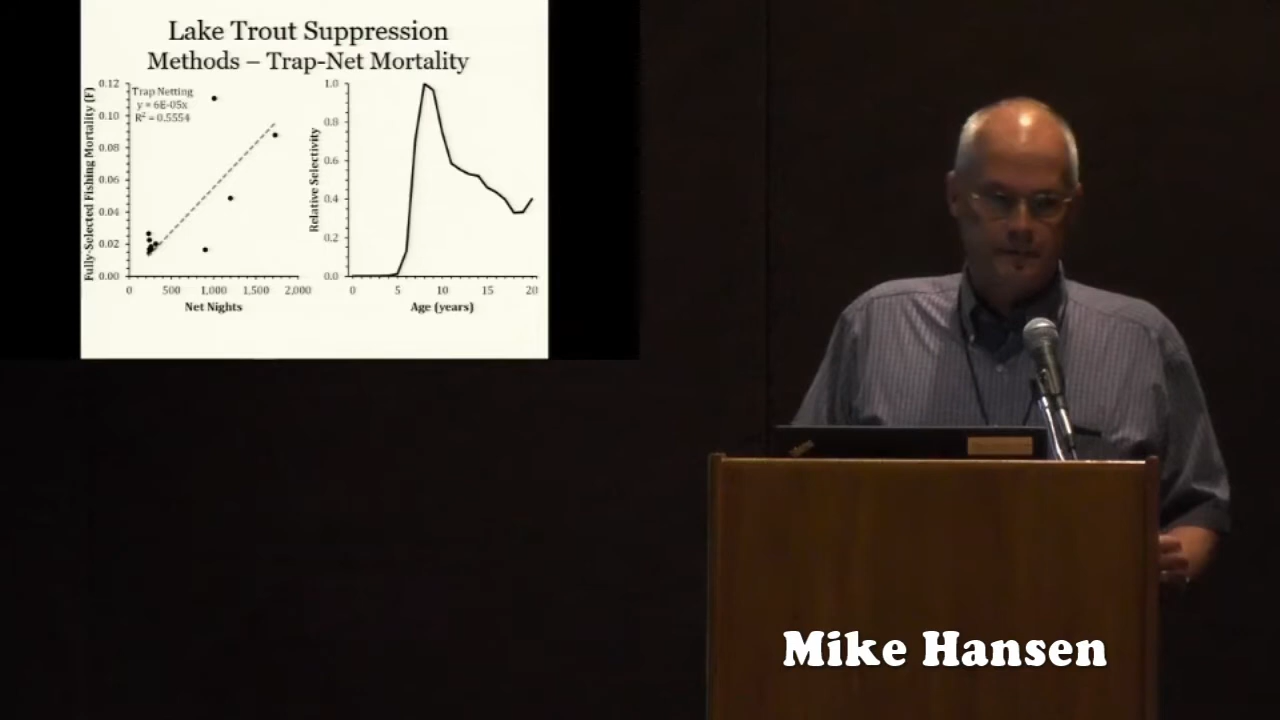 Lake Trout Suppression
Methods – Trap-Net Mortality
Fully-Selected Fishing Mortality (F)
0.12
0.10
0.08
0.06
0.04
0.02
0.00
Trap Netting
y = 6E-05x
R² = 0.5554
0 500 1,000 1,500 2,000
Net Nights
Relative Selectivity
1.0
0.8
0.6
0.4
0.2
0.0
0 5 10 15 20
Age (years)
Mike Hansen